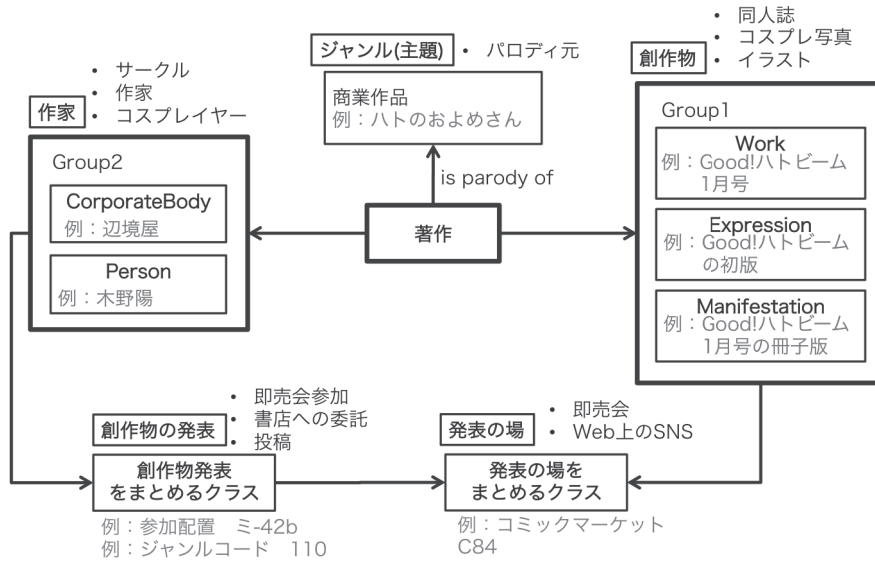 • サークル
• 作家
• コスプレイヤー
作家
Group2
CorporateBody
例：辺境屋
Person
例：木野陽
ジャンル(主題)
• パロディ元
商業作品
例：ハトのおよめさん
is parody of
著作
• 同人誌
• コスプレ写真
• イラスト
創作物
Group1
Work
例：Good!ハトビーム
1月号
Expression
例：Good!ハトビーム
の初版
Manifestation
例：Good!ハトビーム
1月号の冊子版
• 即売会参加
• 書店への委託
• 投稿
創作物の発表
創作物発表
をまとめるクラス
例：参加配置　ミ-42b
例：ジャンルコード　110
発表の場
• 即売会
• Web上のSNS
発表の場を
まとめるクラス
例：コミックマーケット
C84